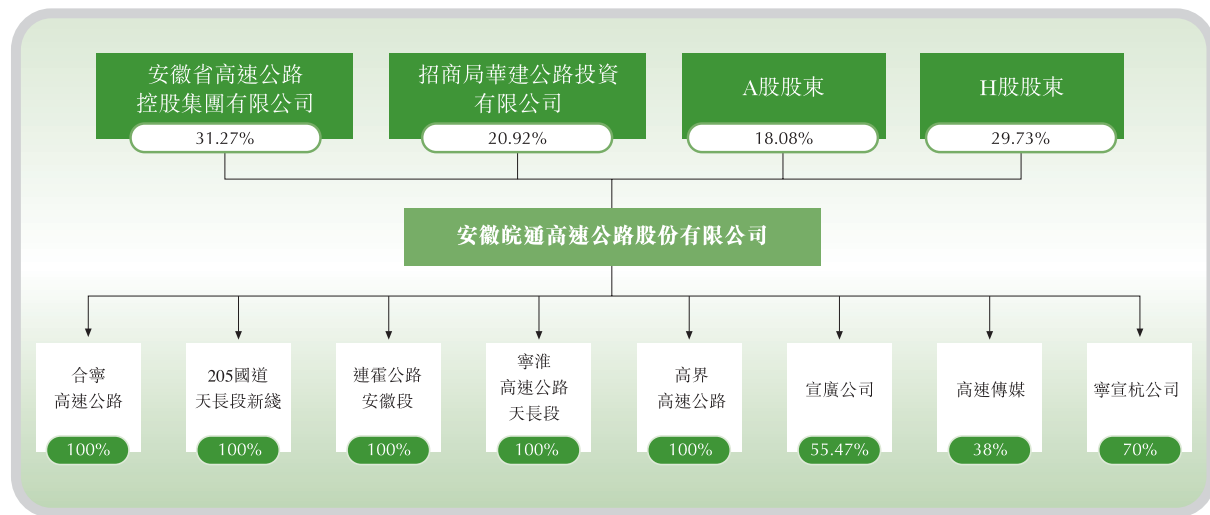 安徽省高速公路
控股集團有限公司
31.27%
招商局華建公路投資
有限公司
20.92%
A股股東
18.08%
H股股東
29.73%
安徽皖通高速公路股份有限公司
合寧
高速公路
100%
205國道
天長段新綫
100%
連霍公路
安徽段
100%
寧淮
高速公路
天長段
100%
高界
高速公路
100%
宣廣公司
55.47%
高速傳媒
38%
寧宣杭公司
70%